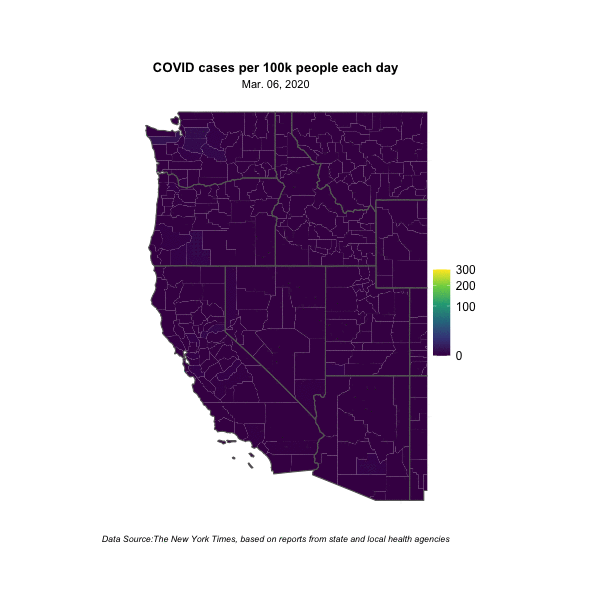 COVID cases per 100k people each day
Mar. 06, 2020
300
200
100
0
Data Source:The New York Times, based on reports from state and local health agencies